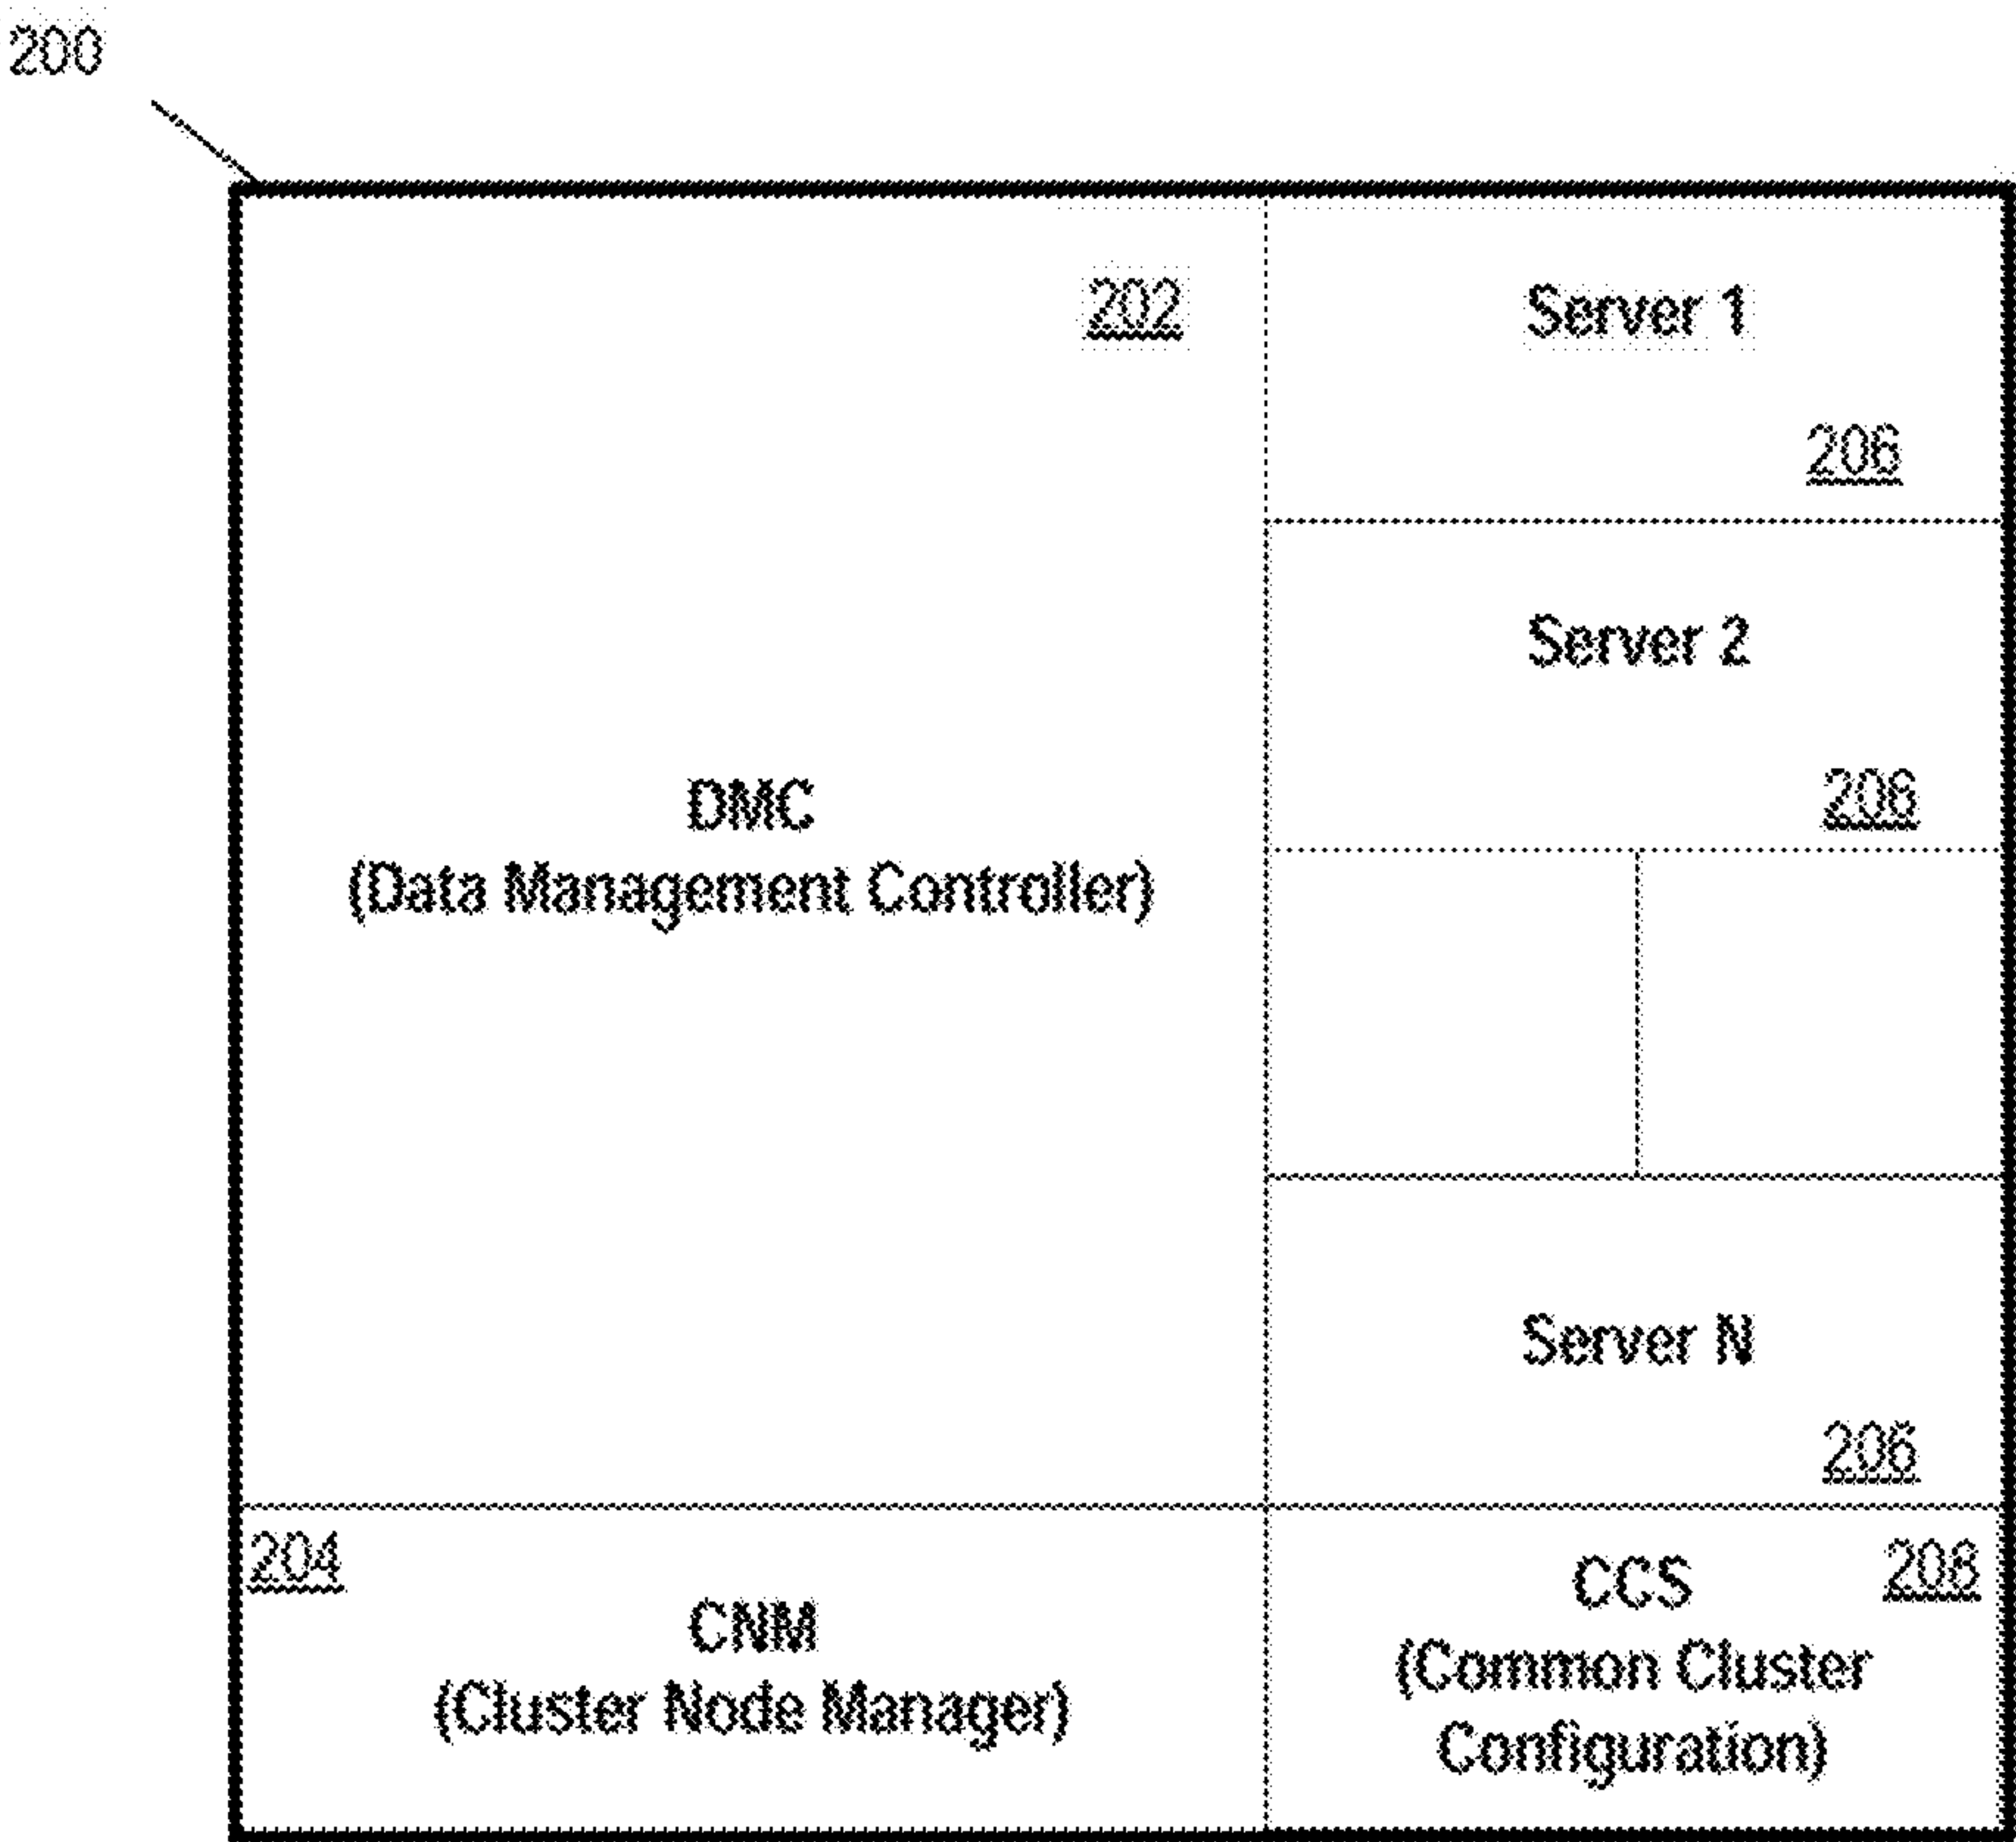 200
202
Server 1
206
Server 2
206
DMC
(Data Management Controller)
Server N
206
204
CNM
(Cluster Node Manager)
CCS
208
(Common Cluster
Configuration)